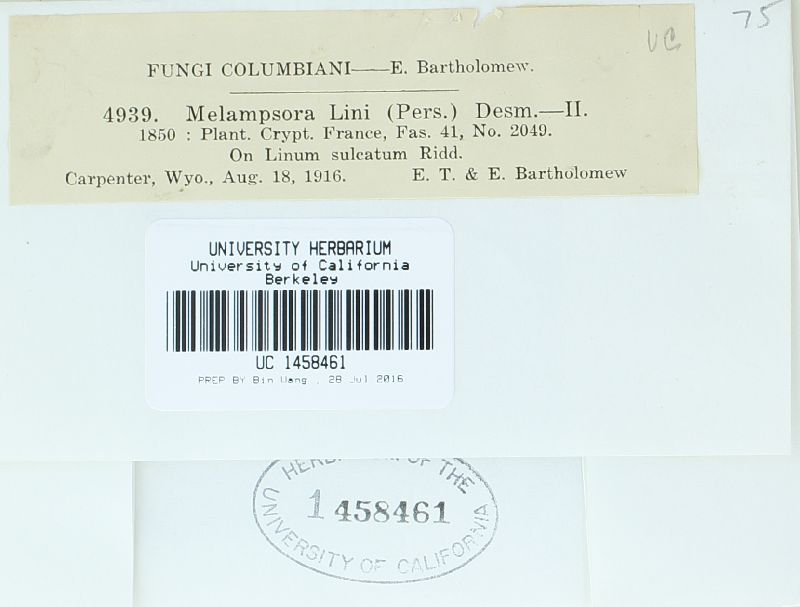 75
UC
FUNGI COLUMBIANI——E. Bartholomew.
4939. Melampsora Lini (Pers.) Desm.—II.
1850 : Plant. Crypt. France, Fas. 41, No. 2049.
On Linum sulcatum Ridd.
Carpenter, Wyo., Aug. 18, 1916. E. T. & E. Bartholomew
UNIVERSITY HERBARIUM
University of California
Berkeley
UC 1458461
PREP BY Bin Wang , 28 Jul 2016
OF THE
1458461
UNIVERSITY OF CALIFORNIA